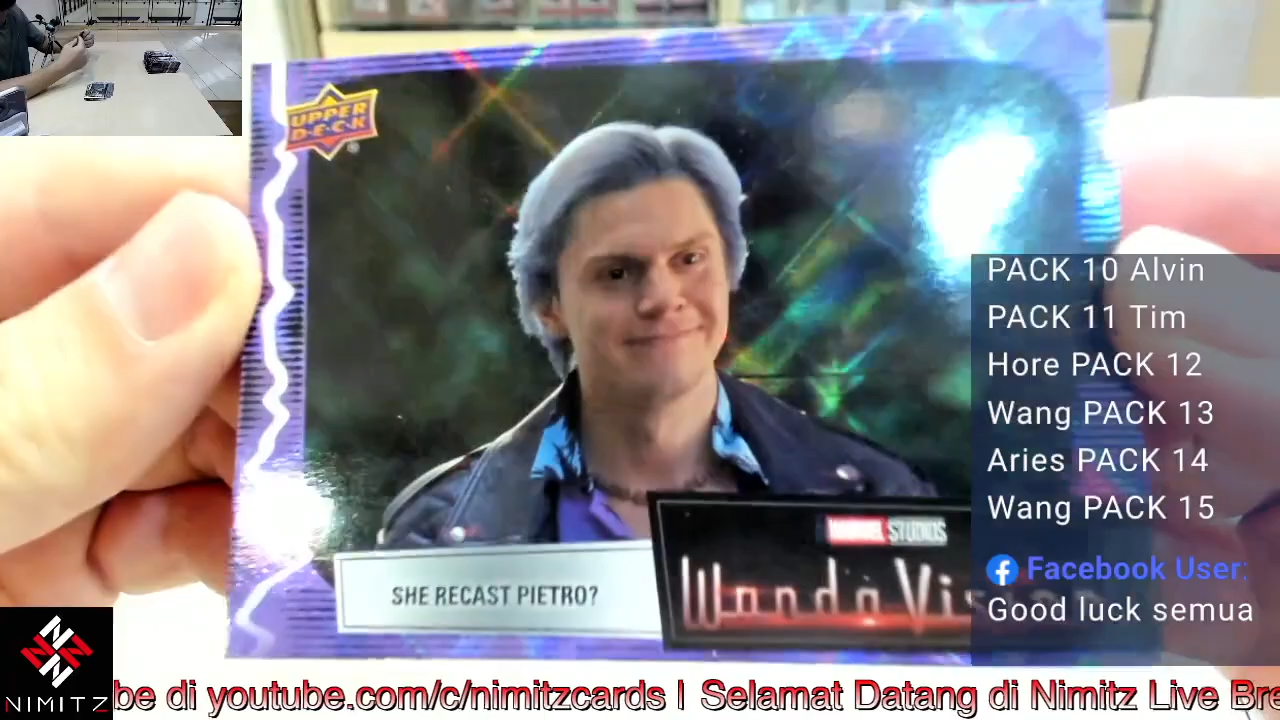 UPPER
D·E·C·K
®
PACK 10 Alvin
PACK 11 Tim
Hore PACK 12
Wang PACK 13
Aries PACK 14
Wang PACK 15
MARVEL STUDIOS
SHE RECAST PIETRO?
Facebook User:
Good luck semua
NIMITZ
be di youtube.com/c/nimitzcards | Selamat Datang di Nimitz Live Bre